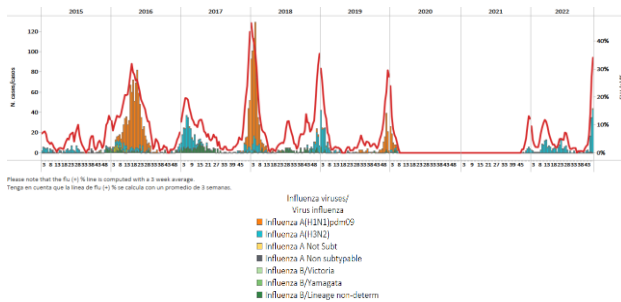 2015 2016 2017 2018 2019 2020 2021 2022
N. cases/casos
120
100
80
60
40
20
0
40%
30%
20%
10%
0%
Please note that the flu (+) % line is computed with a 3 week average.
Tenga en cuenta que la línea de flu (+) % se calcula con un promedio de 3 semanas.
Influenza viruses/
Virus influenza
Influenza A(H1N1)pdm09
Influenza A(H3N2)
Influenza A Not Subt
Influenza A Non subtypable
Influenza B/Victoria
Influenza B/Yamagata
Influenza B/Lineage non-determ